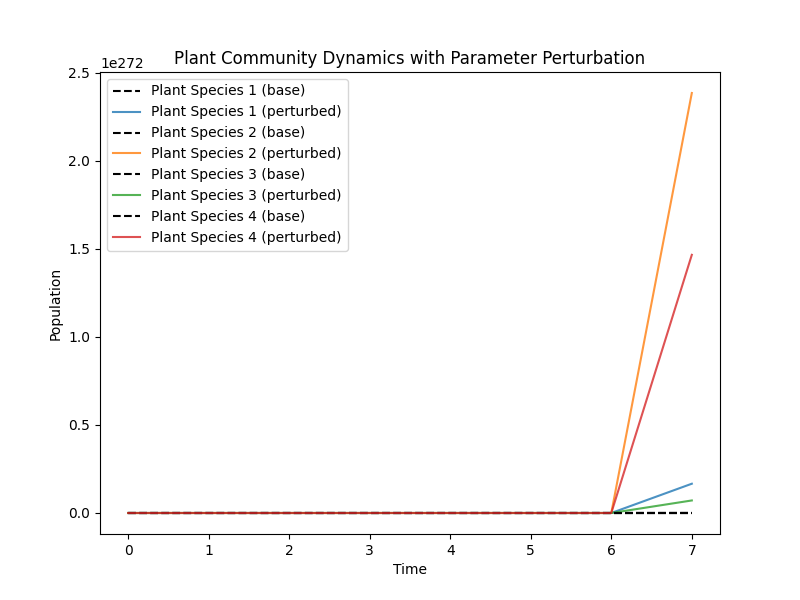 Plant Community Dynamics with Parameter Perturbation
1e272
2.5
2.0
1.5
1.0
0.5
0.0
Population
Plant Species 1 (base)
Plant Species 1 (perturbed)
Plant Species 2 (base)
Plant Species 2 (perturbed)
Plant Species 3 (base)
Plant Species 3 (perturbed)
Plant Species 4 (base)
Plant Species 4 (perturbed)
0 1 2 3 4 5 6 7
Time